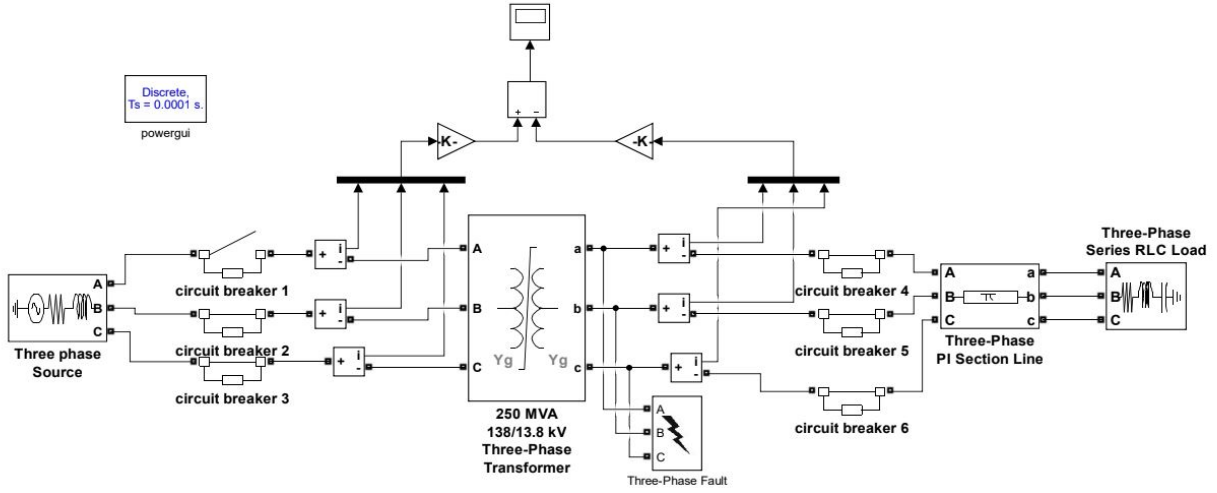 Discrete,
Ts = 0.0001 s.
powergui
+ −
-K-
-K-
A
B
C
Three phase
Source
circuit breaker 1
circuit breaker 2
circuit breaker 3
+ i -
+ i -
+ i -
A
B
C
a
b
c
Yg Yg
250 MVA
138/13.8 kV
Three-Phase
Transformer
A
B
C
Three-Phase Fault
+ i -
+ i -
+ i -
circuit breaker 4
circuit breaker 5
circuit breaker 6
A a
B b
C c
Three-Phase
PI Section Line
Three-Phase
Series RLC Load
A
B
C